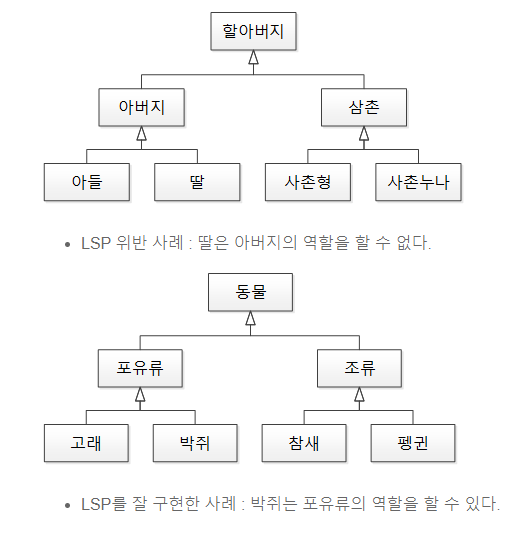 할아버지
아버지 삼촌
아들 딸 사촌형 사촌누나
LSP 위반 사례 : 딸은 아버지의 역할을 할 수 없다.
동물
포유류 조류
고래 박쥐 참새 펭귄
LSP를 잘 구현한 사례 : 박쥐는 포유류의 역할을 할 수 있다.